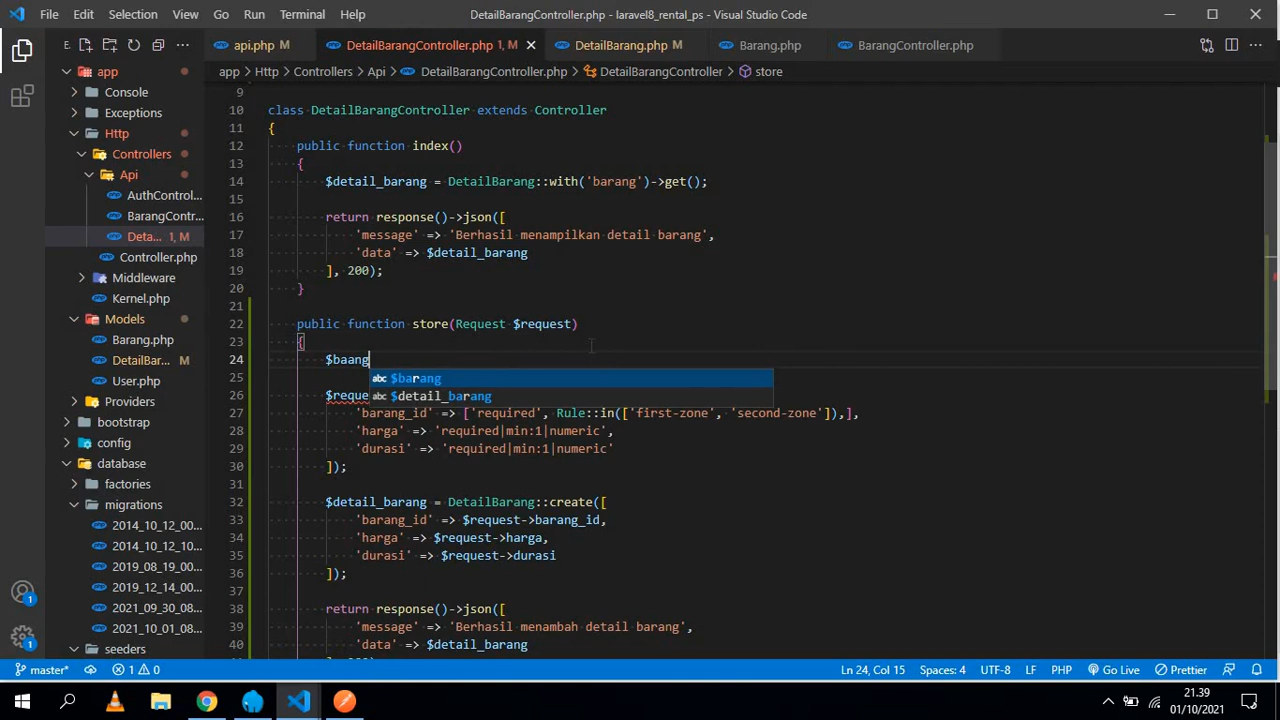 File Edit Selection View Go Run Terminal Help DetailBarangController.php - laravel8_rental_ps - Visual Studio Code
E. api.php M DetailBarangController.php 1, M DetailBarang.php M Barang.php BarangController.php
app > Http > Controllers > Api > DetailBarangController.php > DetailBarangController > store
app
Console
Exceptions
Http
Controllers
Api
AuthControl...
BarangContr...
Deta... 1, M
Controller.php
Middleware
Kernel.php
Models
Barang.php
DetailBar... M
User.php
Providers
bootstrap
config
database
factories
migrations
2014_10_12_00...
2014_10_12_10...
2019_08_19_00...
2019_12_14_00...
2021_09_30_08...
2021_10_01_08...
seeders
9
10 class DetailBarangController extends Controller
11 {
12 public function index()
13 {
14 $detail_barang = DetailBarang::with('barang')->get();
15
16 return response()->json([
17 'message' => 'Berhasil menampilkan detail barang',
18 'data' => $detail_barang
19 ], 200);
20 }
21
22 public function store(Request $request)
23 {
24 $baang
abc $barang
abc $detail_barang
25
26 $reque
27 'barang_id' => ['required', Rule::in(['first-zone', 'second-zone']),],
28 'harga' => 'required|min:1|numeric',
29 'durasi' => 'required|min:1|numeric'
30 ]);
31
32 $detail_barang = DetailBarang::create([
33 'barang_id' => $request->barang_id,
34 'harga' => $request->harga,
35 'durasi' => $request->durasi
36 ]);
37
38 return response()->json([
39 'message' => 'Berhasil menambah detail barang',
40 'data' => $detail_barang
1
1
master* 1 0 Ln 24, Col 15 Spaces: 4 UTF-8 LF PHP Go Live Prettier
21.39
01/10/2021